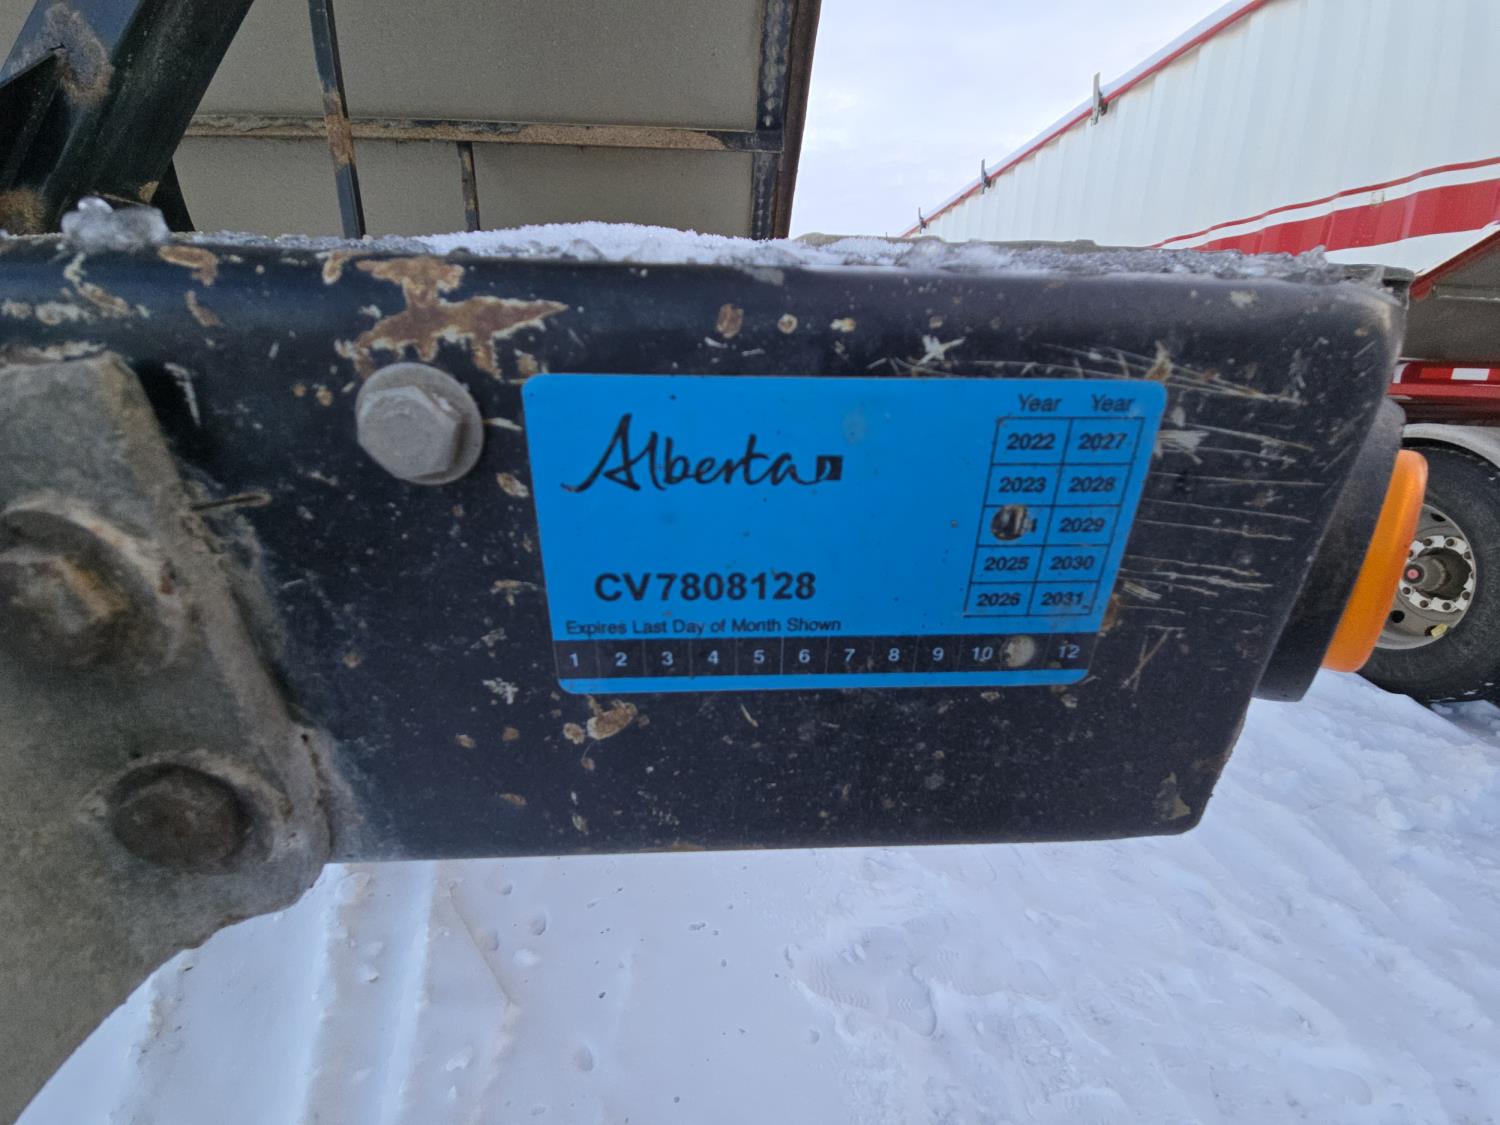 Alberta
Year Year
2022 2027
2023 2028
2029
2025 2030
2026 2031
CV7808128
Expires Last Day of Month Shown
1 2 3 4 5 6 7 8 9 10 12